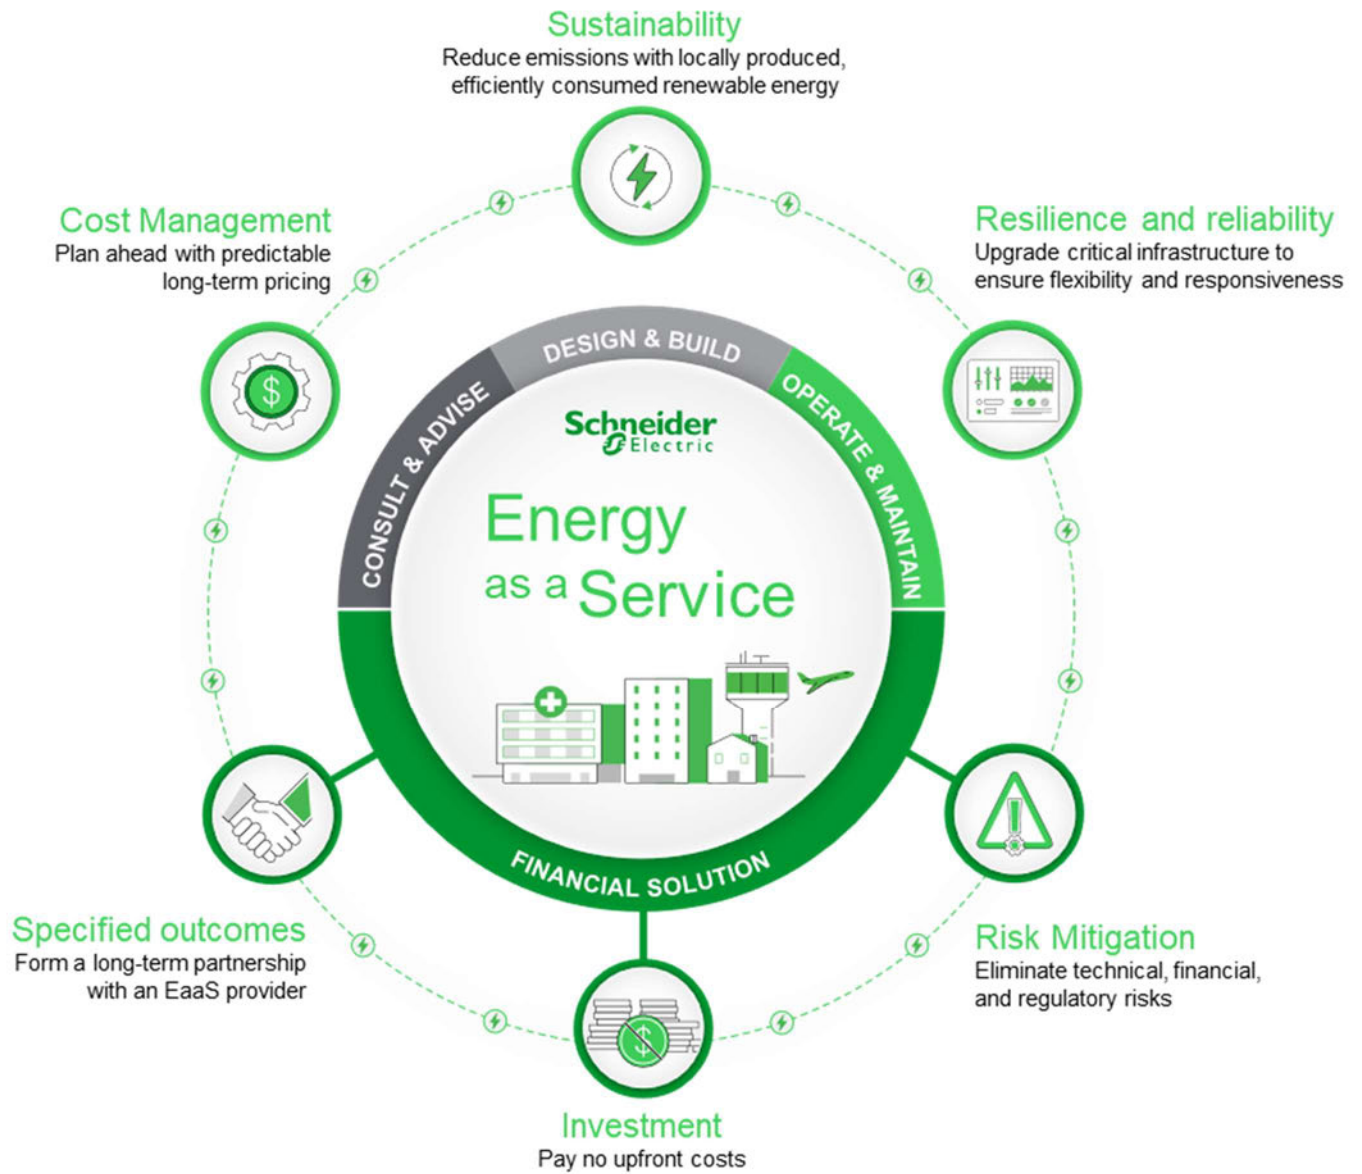 Sustainability
Reduce emissions with locally produced,
efficiently consumed renewable energy
Cost Management
Plan ahead with predictable
long-term pricing
Resilience and reliability
Upgrade critical infrastructure to
ensure flexibility and responsiveness
$
CONSULT & ADVISE
DESIGN & BUILD
OPERATE & MAINTAIN
Schneider
Electric
Energy
as a Service
FINANCIAL SOLUTION
Specified outcomes
Form a long-term partnership
with an EaaS provider
Risk Mitigation
Eliminate technical, financial,
and regulatory risks
$
Investment
Pay no upfront costs